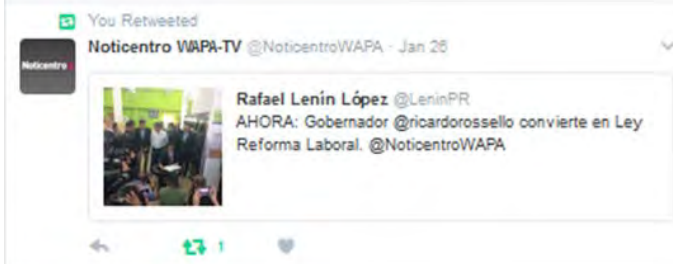 You Retweeted
Noticentro WAPA-TV @NoticentroWAPA · Jan 26
Noticentro
Rafael Lenín López @LeninPR
AHORA: Gobernador @ricardorossello convierte en Ley
Reforma Laboral. @NoticentroWAPA
1